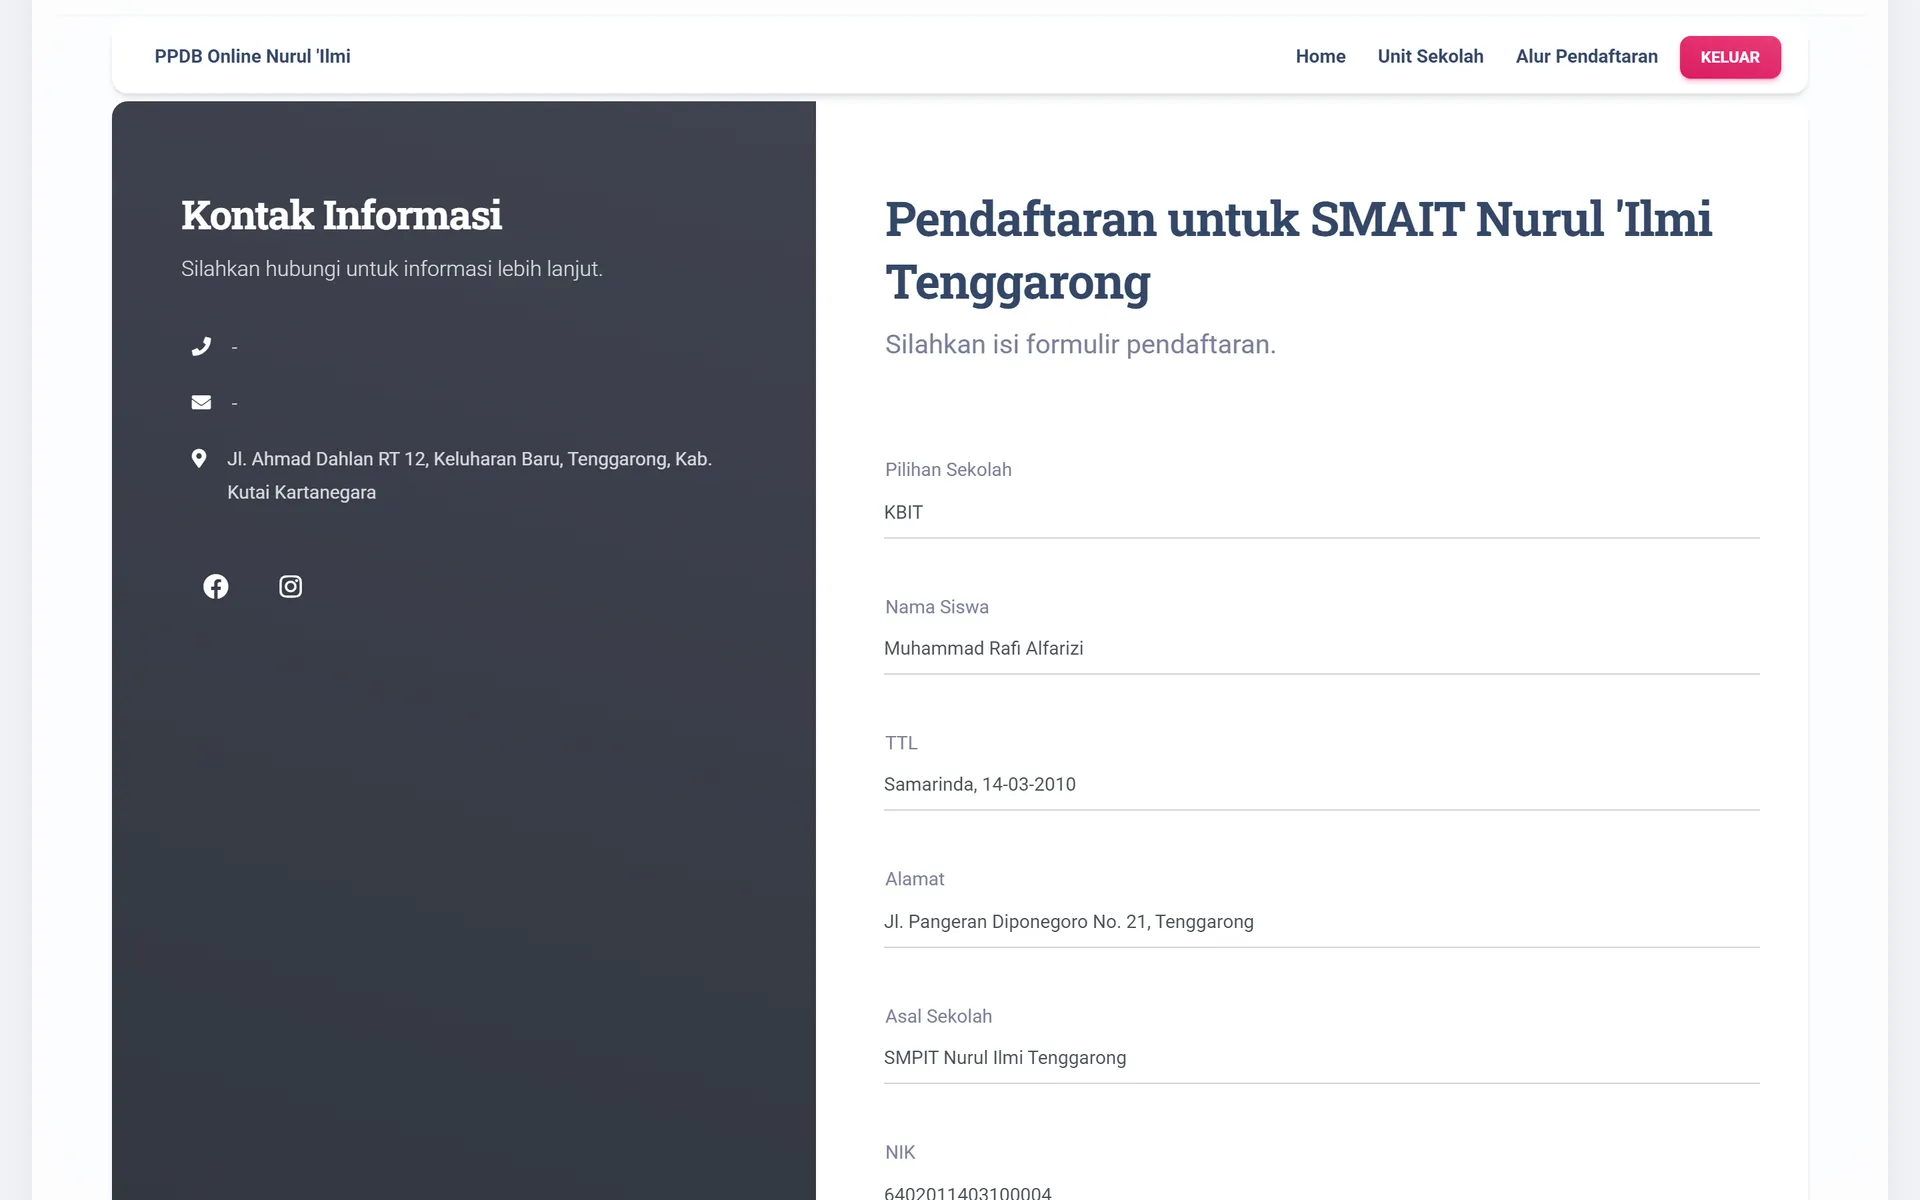 PPDB Online Nurul 'Ilmi
Home
Unit Sekolah
Alur Pendaftaran
KELUAR
Kontak Informasi
Silahkan hubungi untuk informasi lebih lanjut.
-
-
Jl. Ahmad Dahlan RT 12, Keluharan Baru, Tenggarong, Kab.
Kutai Kartanegara
Pendaftaran untuk SMAIT Nurul 'Ilmi
Tenggarong
Silahkan isi formulir pendaftaran.
Pilihan Sekolah
KBIT
Nama Siswa
Muhammad Rafi Alfarizi
TTL
Samarinda, 14-03-2010
Alamat
Jl. Pangeran Diponegoro No. 21, Tenggarong
Asal Sekolah
SMPIT Nurul Ilmi Tenggarong
NIK
6402011403100004